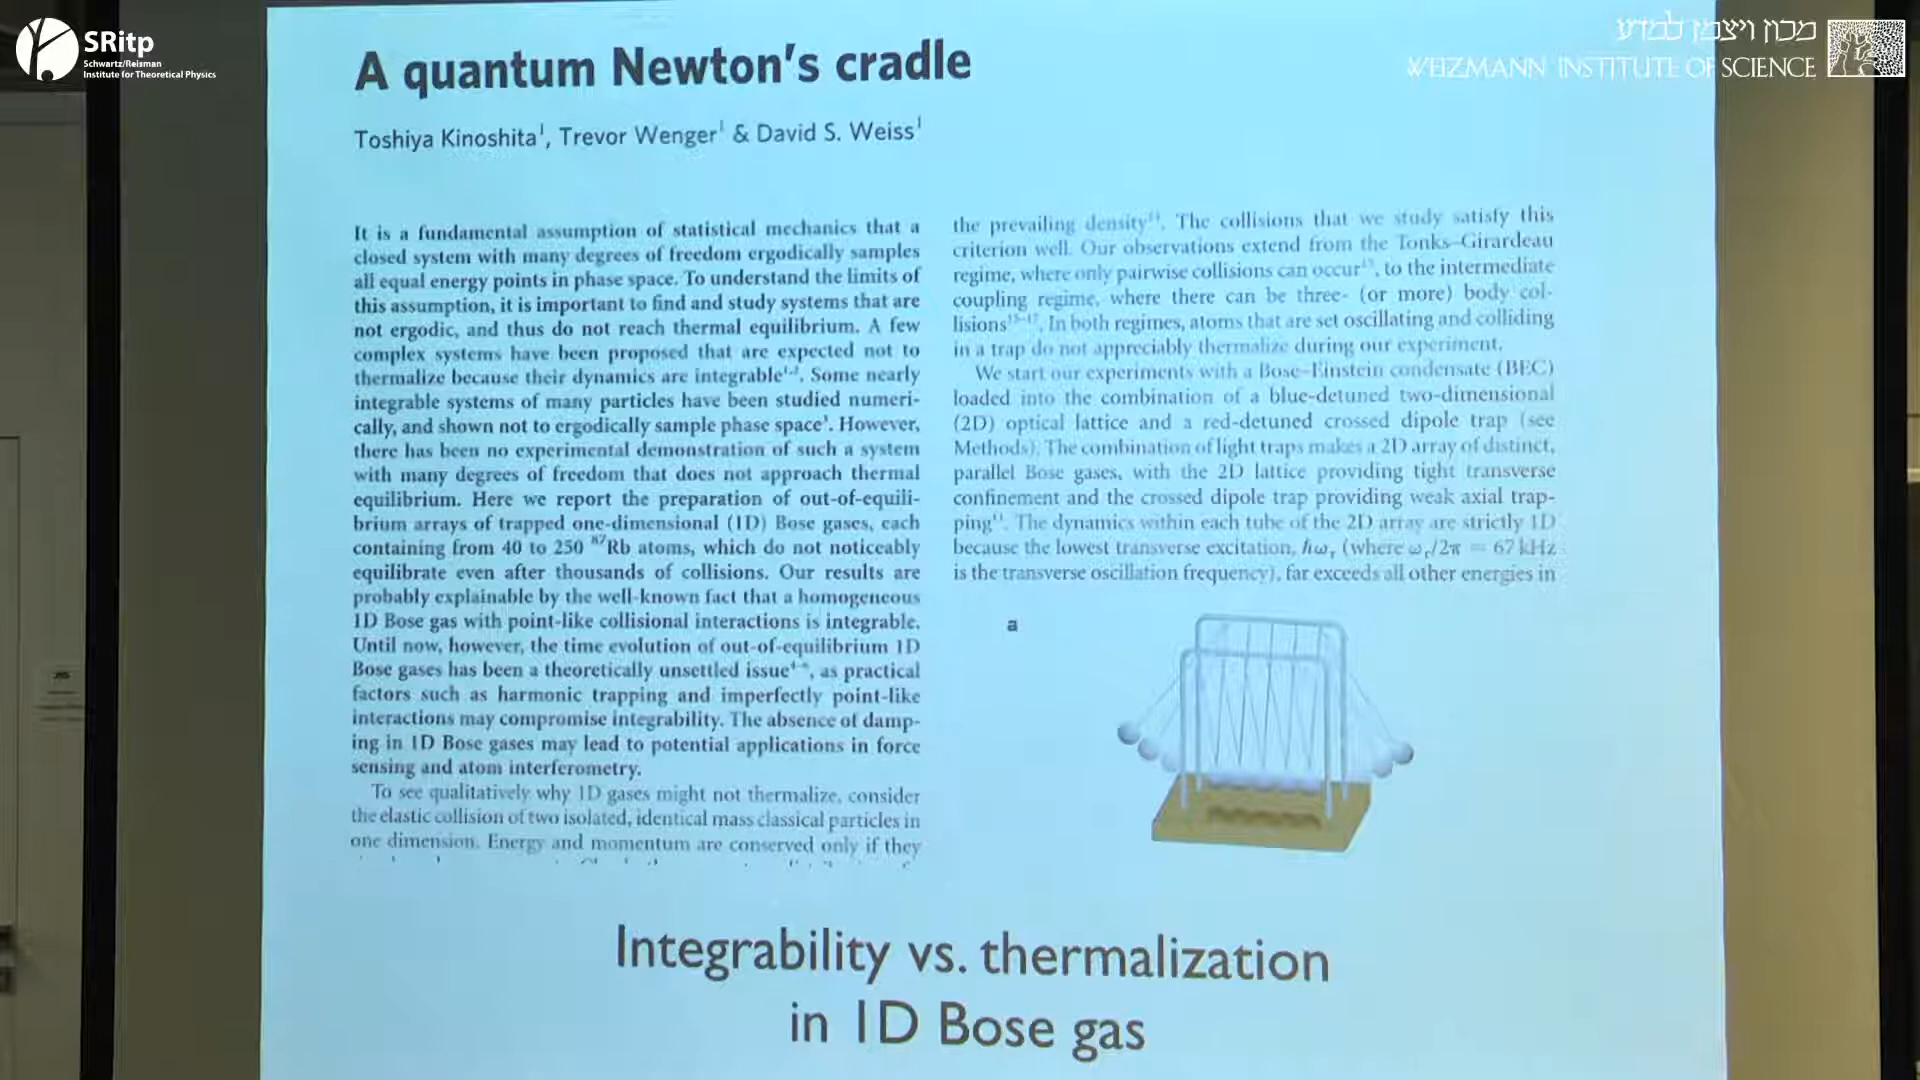 SRitp
Schwartz/Reisman
Institute for Theoretical Physics
מכון ויצמן למדע
WEIZMANN INSTITUTE OF SCIENCE
A quantum Newton's cradle
Toshiya Kinoshita¹, Trevor Wenger¹ & David S. Weiss¹
It is a fundamental assumption of statistical mechanics that a
closed system with many degrees of freedom ergodically samples
all equal energy points in phase space. To understand the limits of
this assumption, it is important to find and study systems that are
not ergodic, and thus do not reach thermal equilibrium. A few
complex systems have been proposed that are expected not to
thermalize because their dynamics are integrable. Some nearly
integrable systems of many particles have been studied numeri-
cally, and shown not to ergodically sample phase space. However,
there has been no experimental demonstration of such a system
with many degrees of freedom that does not approach thermal
equilibrium. Here we report the preparation of out-of-equili-
brium arrays of trapped one-dimensional (1D) Bose gases, each
containing from 40 to 250 ⁸⁷Rb atoms, which do not noticeably
equilibrate even after thousands of collisions. Our results are
probably explainable by the well-known fact that a homogeneous
1D Bose gas with point-like collisional interactions is integrable.
Until now, however, the time evolution of out-of-equilibrium 1D
Bose gases has been a theoretically unsettled issue, as practical
factors such as harmonic trapping and imperfectly point-like
interactions may compromise integrability. The absence of damp-
ing in 1D Bose gases may lead to potential applications in force
sensing and atom interferometry.
To see qualitatively why 1D gases might not thermalize, consider
the elastic collision of two isolated, identical mass classical particles in
one dimension. Energy and momentum are conserved only if they
the prevailing density. The collisions that we study satisfy this
criterion well. Our observations extend from the Tonks–Girardeau
regime, where only pairwise collisions can occur, to the intermediate
coupling regime, where there can be three- (or more) body col-
lisions. In both regimes, atoms that are set oscillating and colliding
in a trap do not appreciably thermalize during our experiment.
We start our experiments with a Bose–Einstein condensate (BEC)
loaded into the combination of a blue-detuned two-dimensional
(2D) optical lattice and a red-detuned crossed dipole trap (see
Methods). The combination of light traps makes a 2D array of distinct,
parallel Bose gases, with the 2D lattice providing tight transverse
confinement and the crossed dipole trap providing weak axial trap-
ping. The dynamics within each tube of the 2D array are strictly 1D
because the lowest transverse excitation, ħωᵣ (where ωᵣ/2π = 67 kHz
is the transverse oscillation frequency), far exceeds all other energies in
a
Integrability vs. thermalization
in 1D Bose gas